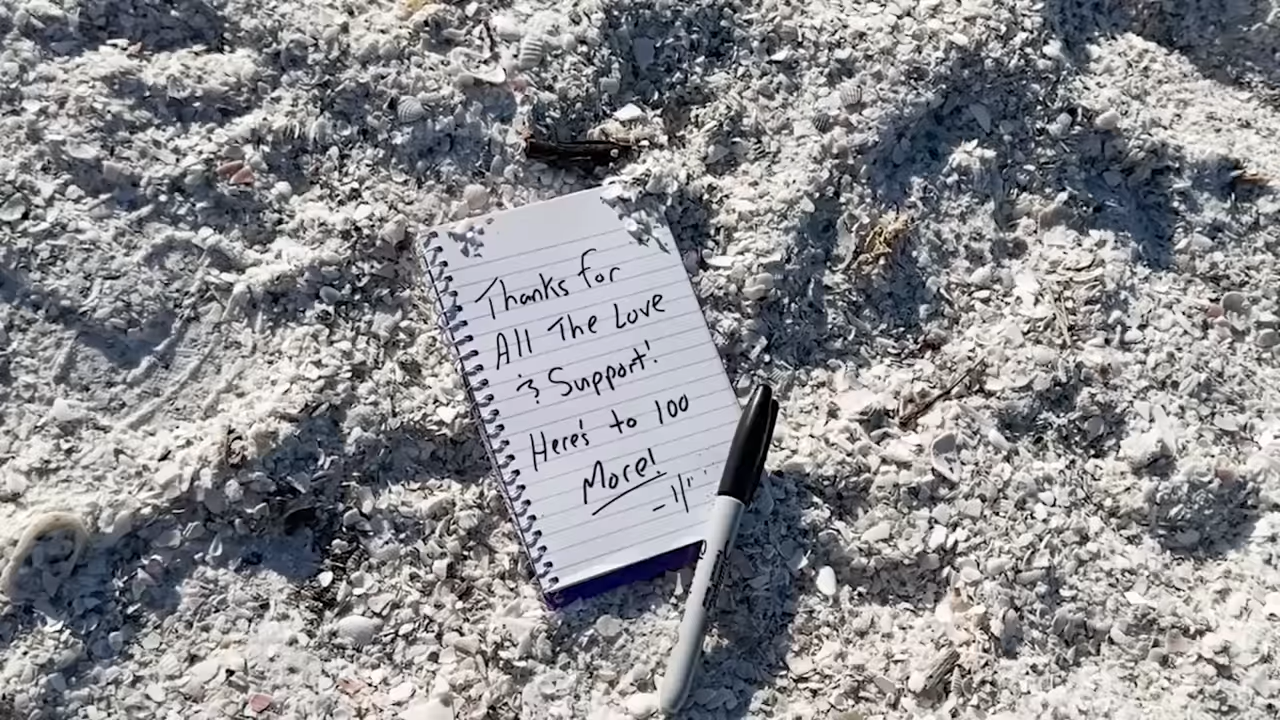 Thanks for
All The Love
& Support!
Here's to 100
More!